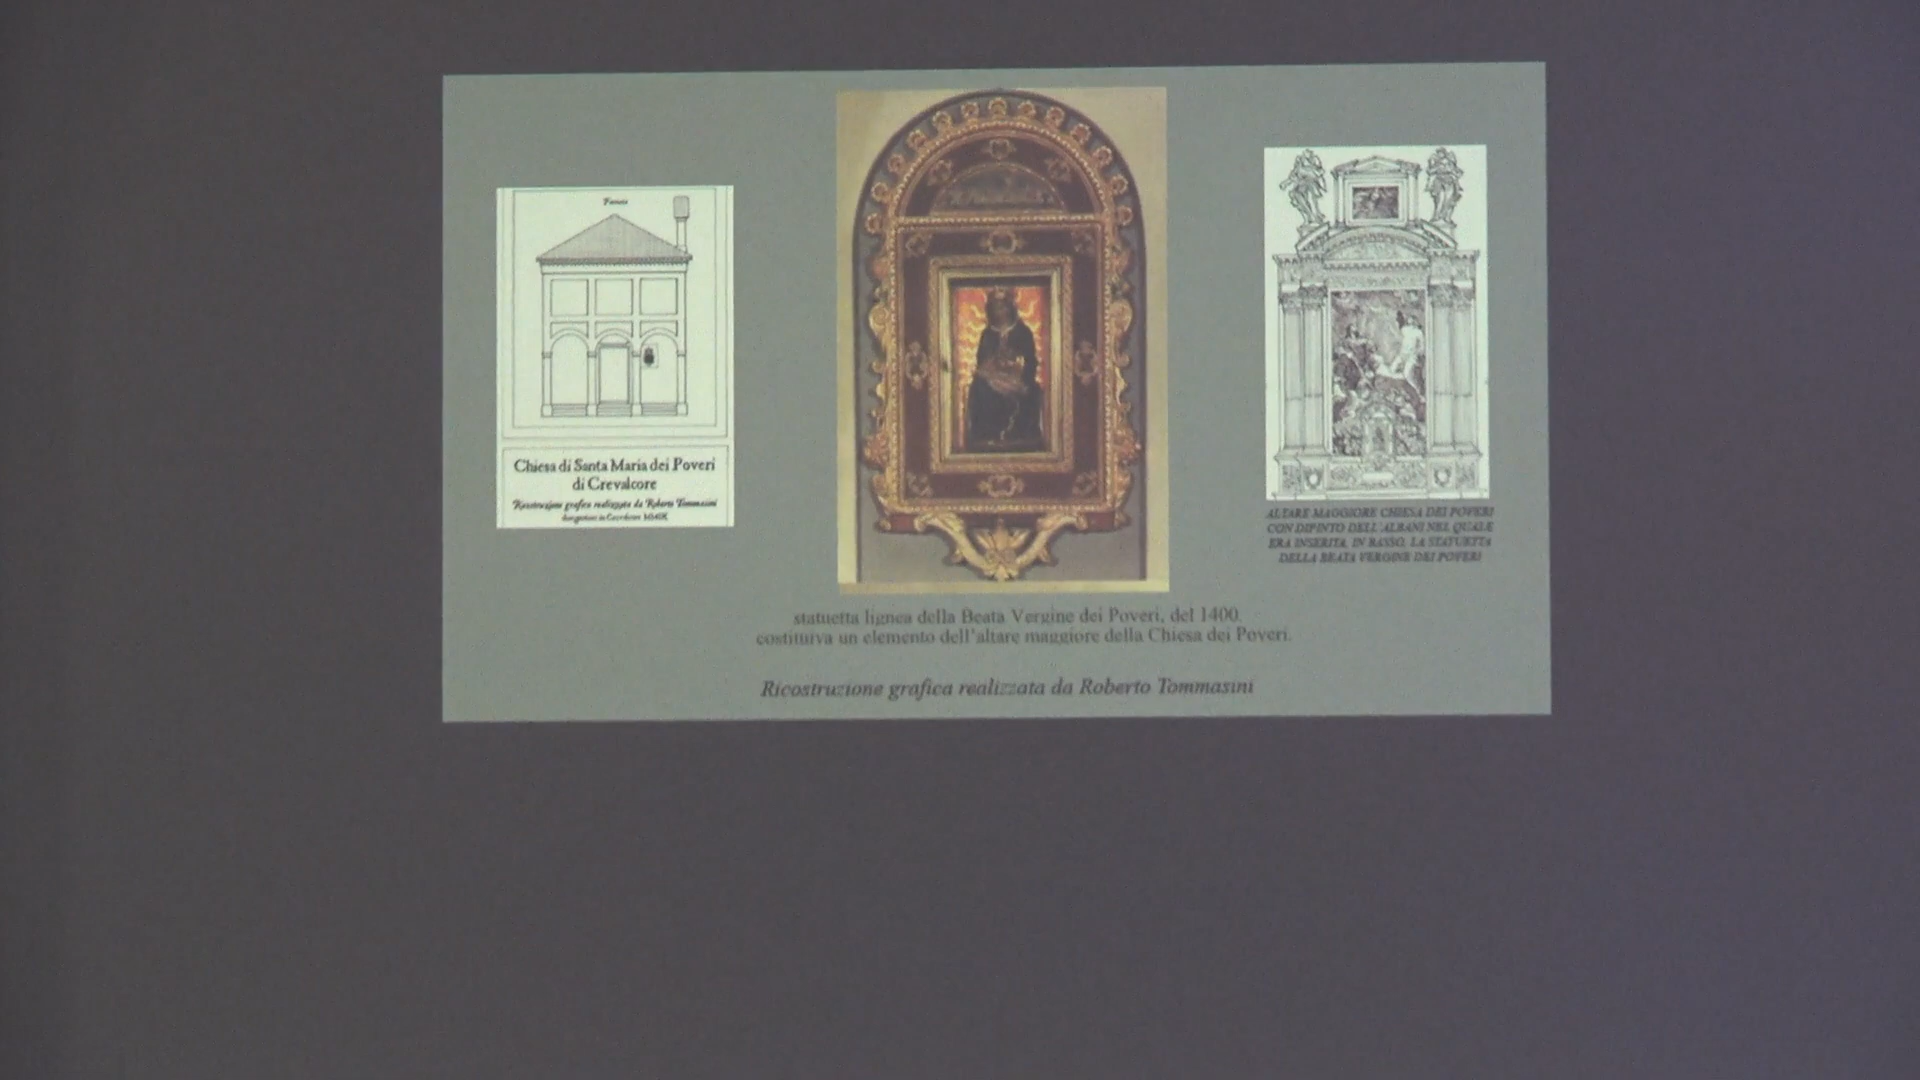 Chiesa di Santa Maria dei Poveri
di Crevalcore
Ricostruzione grafica realizzata da Roberto Tommasini
ALTARE MAGGIORE CHIESA DEI POVERI
CON DIPINTO DELL'ALBANI NEL QUALE
ERA INSERITA, IN BASSO, LA STATUETTA
DELLA BEATA VERGINE DEI POVERI
statuetta lignea della Beata Vergine dei Poveri, del 1400.
costituiva un elemento dell'altare maggiore della Chiesa dei Poveri.
Ricostruzione grafica realizzata da Roberto Tommasini